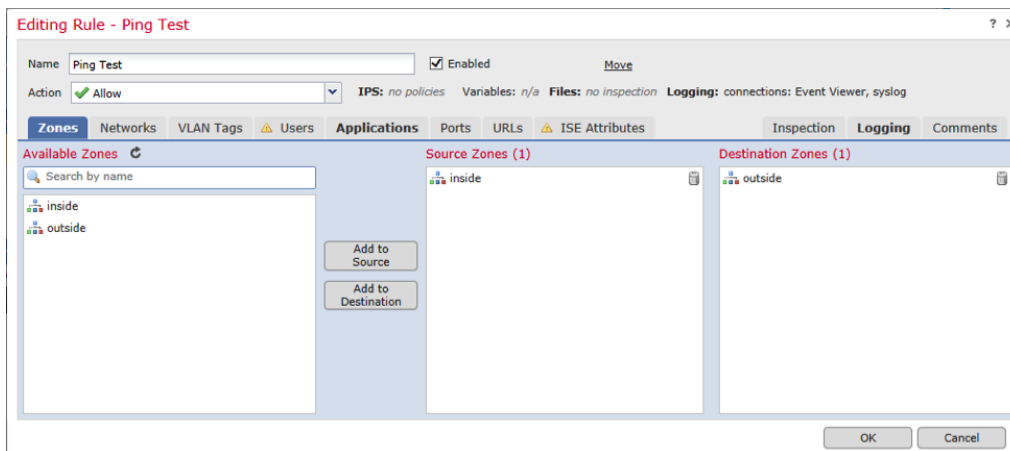 Editing Rule - Ping Test
?
Name Ping Test Enabled Move
Action Allow IPS: no policies Variables: n/a Files: no inspection Logging: connections: Event Viewer, syslog
Zones Networks VLAN Tags Users Applications Ports URLs ISE Attributes Inspection Logging Comments
Available Zones Source Zones (1) Destination Zones (1)
Search by name inside outside
inside
outside
Add to
Source
Add to
Destination
OK Cancel